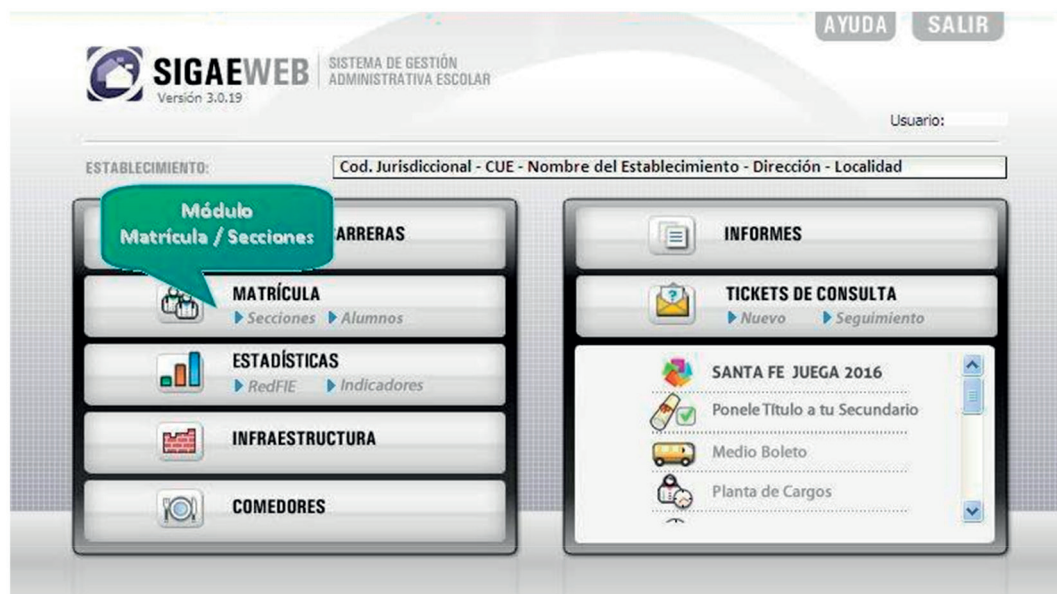 AYUDA SALIR
SIGAEWEB
Versión 3.0.19
SISTEMA DE GESTIÓN
ADMINISTRATIVA ESCOLAR
Usuario:
ESTABLECIMIENTO:
Cod. Jurisdiccional - CUE - Nombre del Establecimiento - Dirección - Localidad
Módulo
Matrícula / Secciones
ARRERAS
MATRÍCULA
Secciones Alumnos
ESTADÍSTICAS
RedFIE Indicadores
INFRAESTRUCTURA
COMEDORES
INFORMES
TICKETS DE CONSULTA
Nuevo Seguimiento
SANTA FE JUEGA 2016
Ponele Título a tu Secundario
Medio Boleto
Planta de Cargos